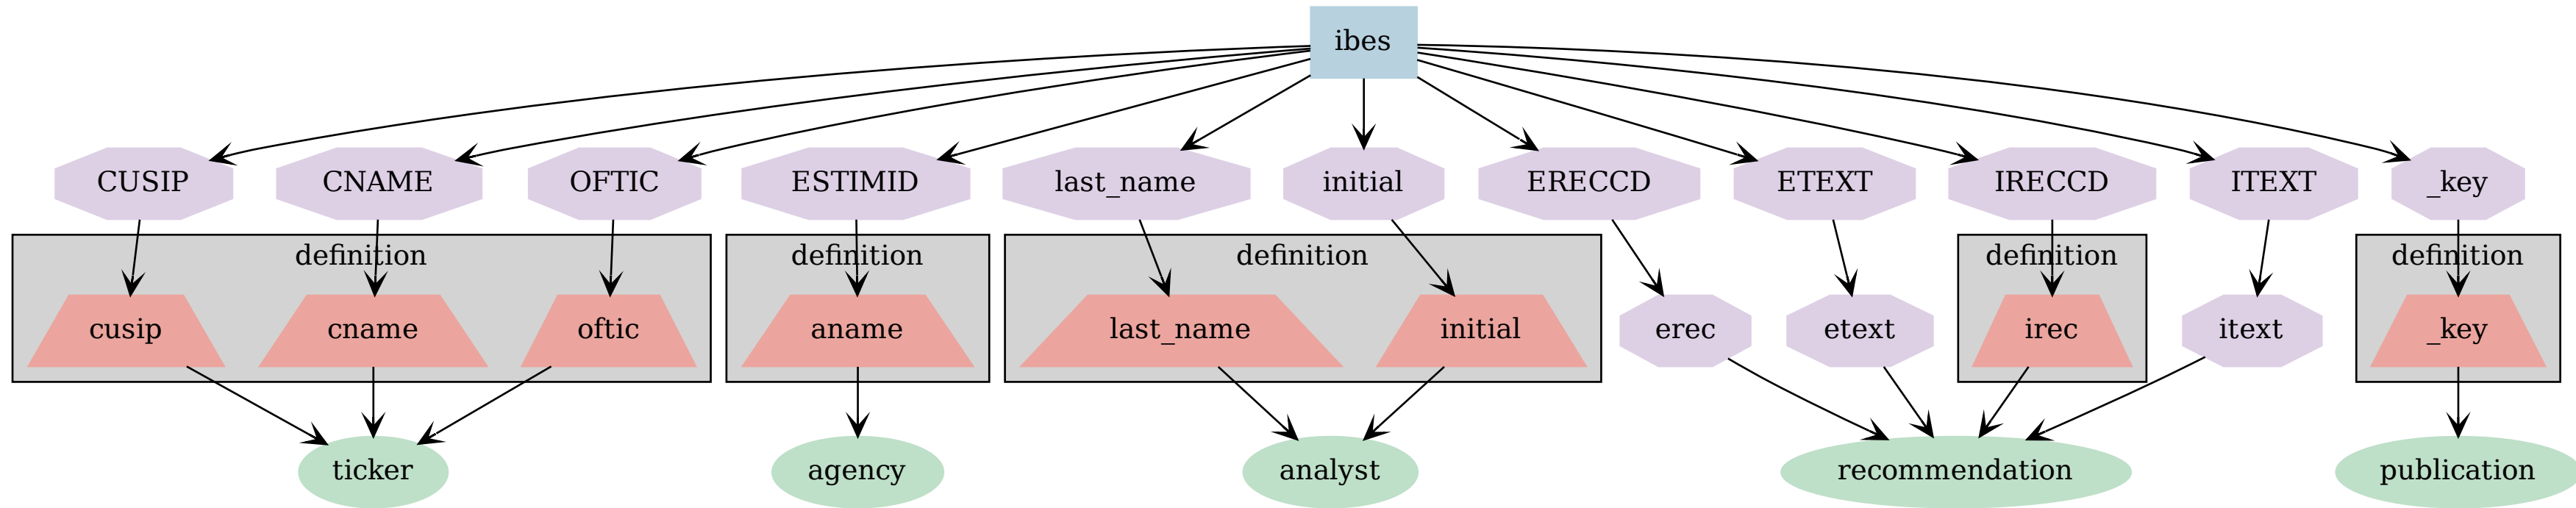 ibes
CUSIP CNAME OFTIC ESTIMID last_name initial ERECCD ETEXT IRECCD ITEXT _key
definition definition definition definition definition
cusip cname oftic aname last_name initial erec etext irec itext _key
ticker agency analyst recommendation publication